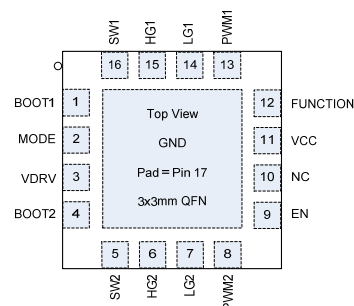 SW1
HG1
LG1
PWM1
16
15
14
13
BOOT1
1
Top View
12
FUNCTION
MODE
2
GND
11
VCC
VDRV
3
Pad = Pin 17
10
NC
BOOT2
4
3x3mm QFN
9
EN
5
6
7
8
SW2
HG2
LG2
PWM2